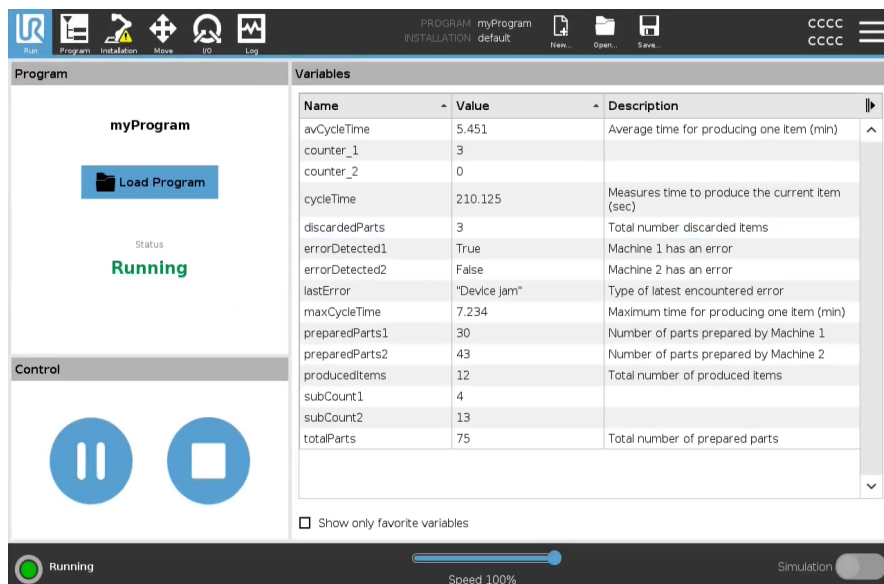 UR
Run
Program
Installation
Move
I/O
Log
PROGRAM myProgram
INSTALLATION default
New...
Open...
Save...
CCCC
CCCC
Program
myProgram
Load Program
Status
Running
Control
Variables
Name Value Description
avCycleTime 5.451 Average time for producing one item (min)
counter_1 3
counter_2 0
cycleTime 210.125 Measures time to produce the current item
(sec)
discardedParts 3 Total number discarded items
errorDetected1 True Machine 1 has an error
errorDetected2 False Machine 2 has an error
lastError "Device jam" Type of latest encountered error
maxCycleTime 7.234 Maximum time for producing one item (min)
preparedParts1 30 Number of parts prepared by Machine 1
preparedParts2 43 Number of parts prepared by Machine 2
producedItems 12 Total number of produced items
subCount1 4
subCount2 13
totalParts 75 Total number of prepared parts
Show only favorite variables
Running
Speed 100%
Simulation